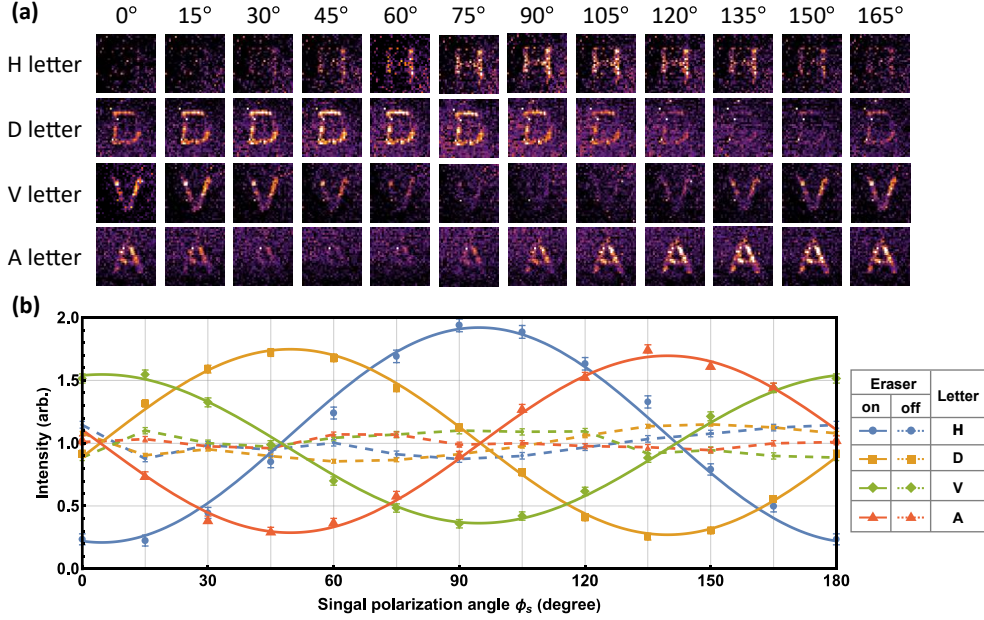 (a)
0° 15° 30° 45° 60° 75° 90° 105° 120° 135° 150° 165°
H letter
H H H H H H H H
D letter
D D D D D D D D D D D
V letter
V V V V V V V V V
A letter
A A A A A A A A A
(b)
2.0
1.5
1.0
0.5
0.0
Intensity (arb.)
0 30 60 90 120 150 180
Singal polarization angle ϕs (degree)
Eraser Letter
on off
H
D
V
A